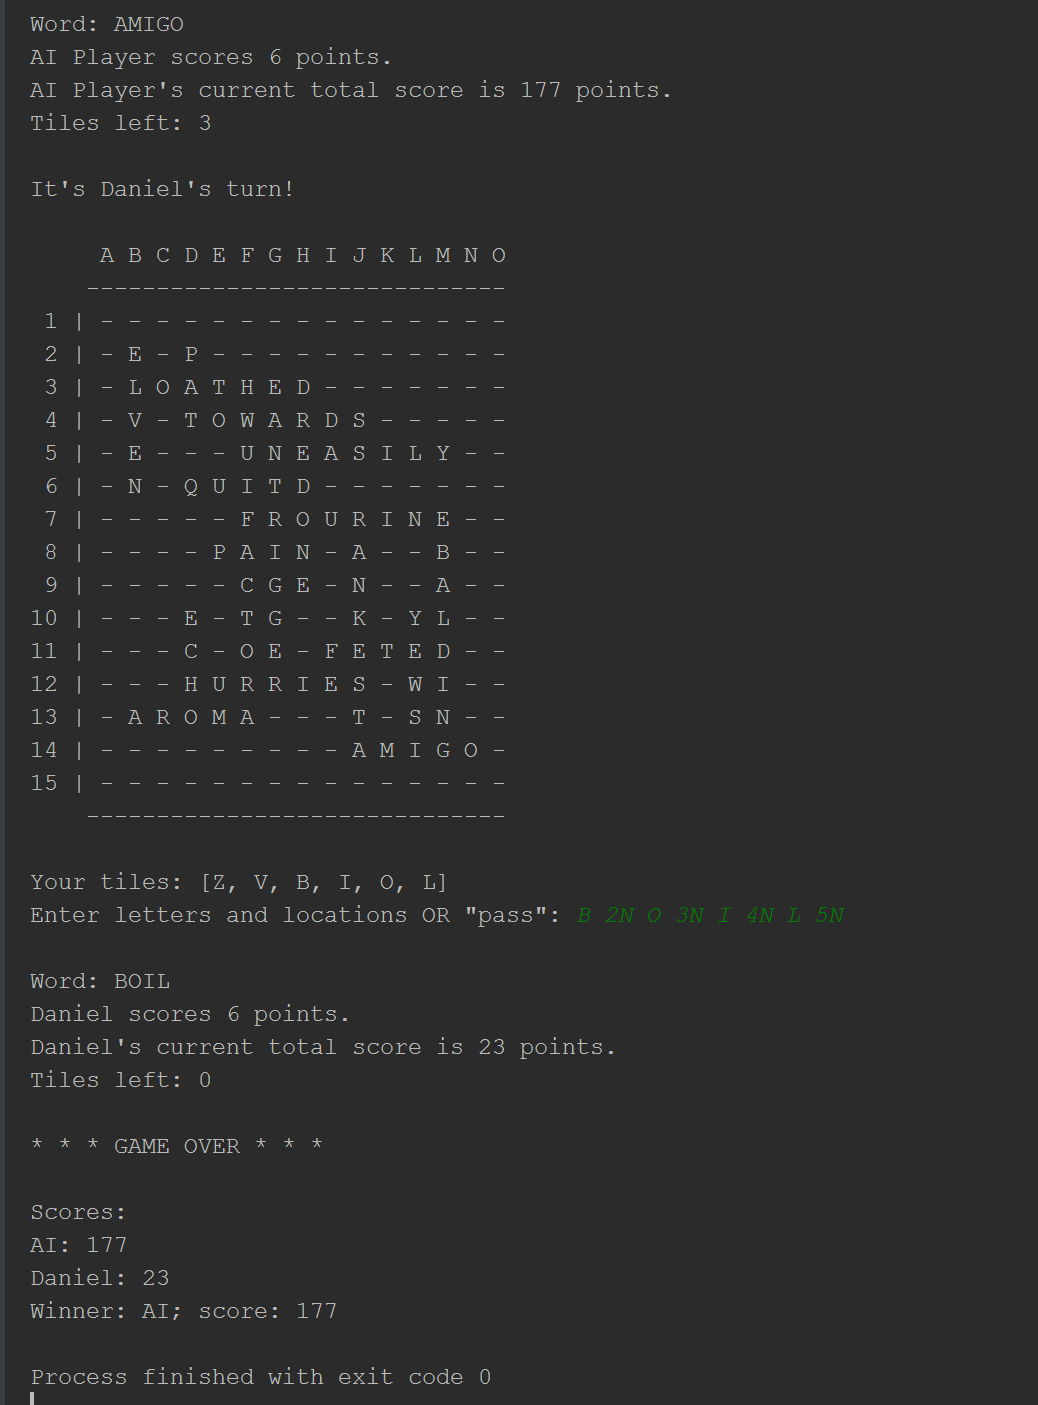 Word: AMIGO
AI Player scores 6 points.
AI Player's current total score is 177 points.
Tiles left: 3
It's Daniel's turn!
     A B C D E F G H I J K L M N O
    ------------------------------
 1 | - - - - - - - - - - - - - - -
 2 | - E - P - - - - - - - - - - -
 3 | - L O A T H E D - - - - - - -
 4 | - V - T O W A R D S - - - - -
 5 | - E - - - U N E A S I L Y - -
 6 | - N - Q U I T D - - - - - - -
 7 | - - - - - F R O U R I N E - -
 8 | - - - - P A I N - A - - B - -
 9 | - - - - - C G E - N - - A - -
10 | - - - E - T G - - K - Y L - -
11 | - - - C - O E - F E T E D - -
12 | - - - H U R R I E S - W I - -
13 | - A R O M A - - - T - S N - -
14 | - - - - - - - - - A M I G O -
15 | - - - - - - - - - - - - - - -
    ------------------------------
Your tiles: [Z, V, B, I, O, L]
Enter letters and locations OR "pass": B 2N O 3N I 4N L 5N
Word: BOIL
Daniel scores 6 points.
Daniel's current total score is 23 points.
Tiles left: 0
* * * GAME OVER * * *
Scores:
AI: 177
Daniel: 23
Winner: AI; score: 177
Process finished with exit code 0